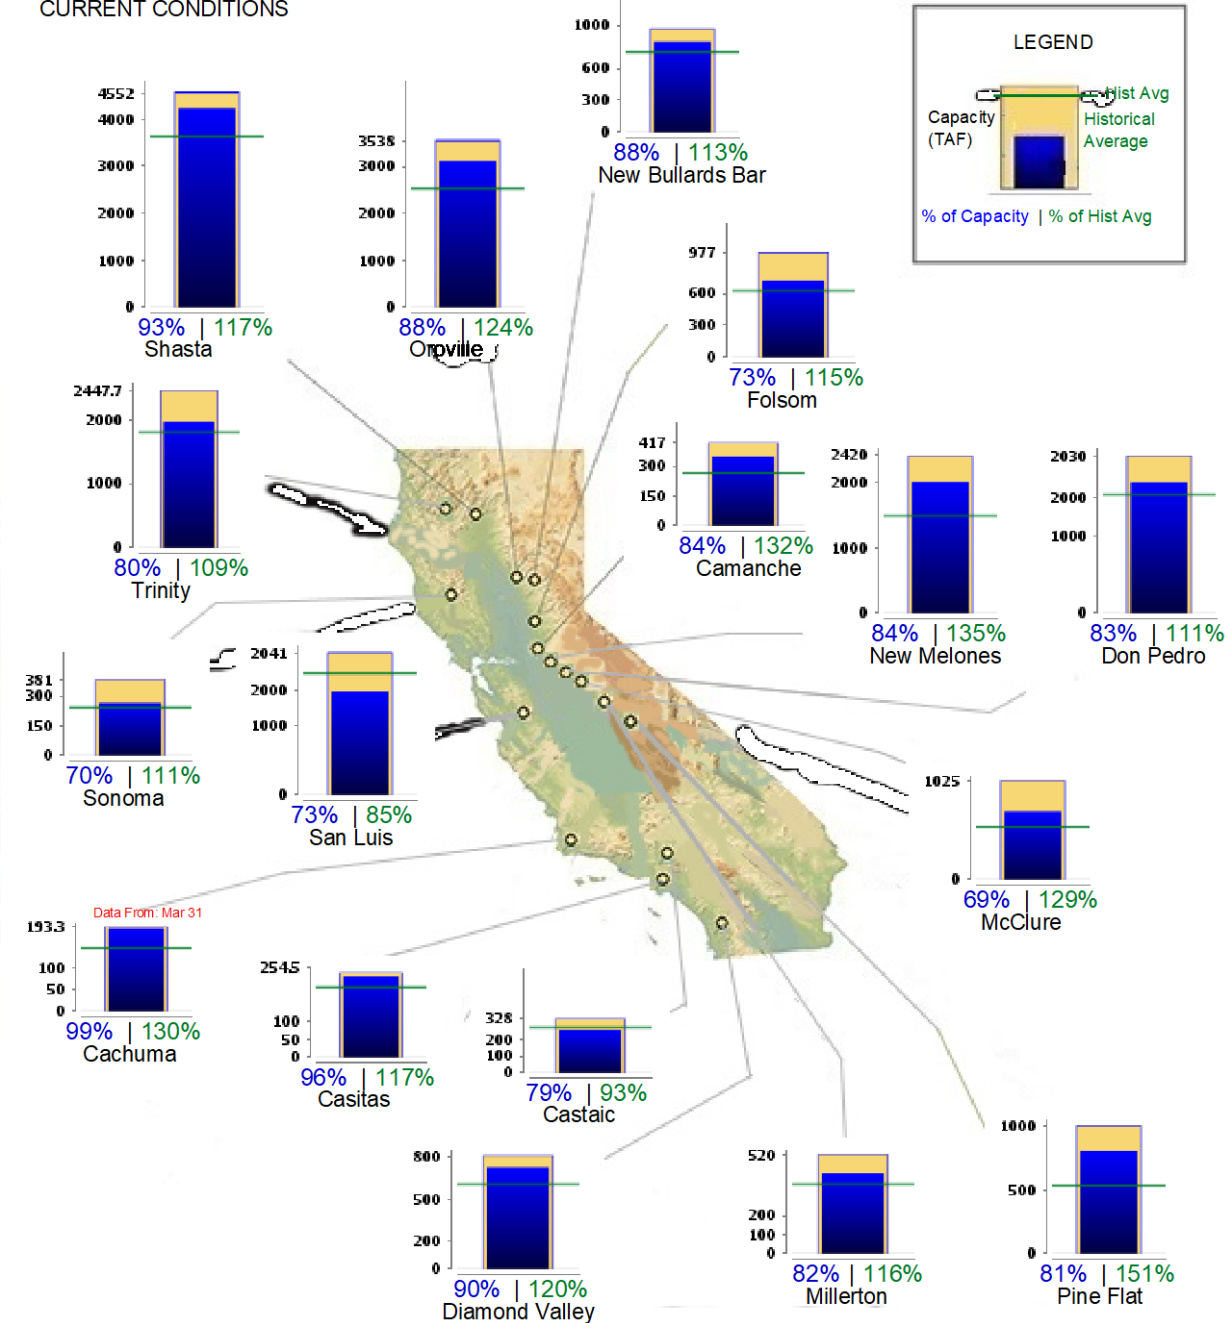 CURRENT CONDITIONS
1000
600
300
0
88% | 113%
New Bullards Bar
LEGEND
Hist Avg
Capacity
(TAF)
Historical
Average
% of Capacity | % of Hist Avg
4552
4000
3000
2000
1000
0
93% | 117%
Shasta
3538
3000
2000
1000
0
88% | 124%
Oroville
977
600
300
0
73% | 115%
Folsom
2447.7
2000
1000
0
80% | 109%
Trinity
417
300
150
0
84% | 132%
Camanche
2420
2000
1000
0
84% | 135%
New Melones
2030
2000
1000
0
83% | 111%
Don Pedro
381
300
150
0
70% | 111%
Sonoma
2041
2000
1000
0
73% | 85%
San Luis
1025
0
69% | 129%
McClure
Data From: Mar 31
193.3
100
50
0
99% | 130%
Cachuma
254.5
100
50
0
96% | 117%
Casitas
328
200
100
0
79% | 93%
Castaic
800
500
200
0
90% | 120%
Diamond Valley
520
200
100
0
82% | 116%
Millerton
1000
500
0
81% | 151%
Pine Flat